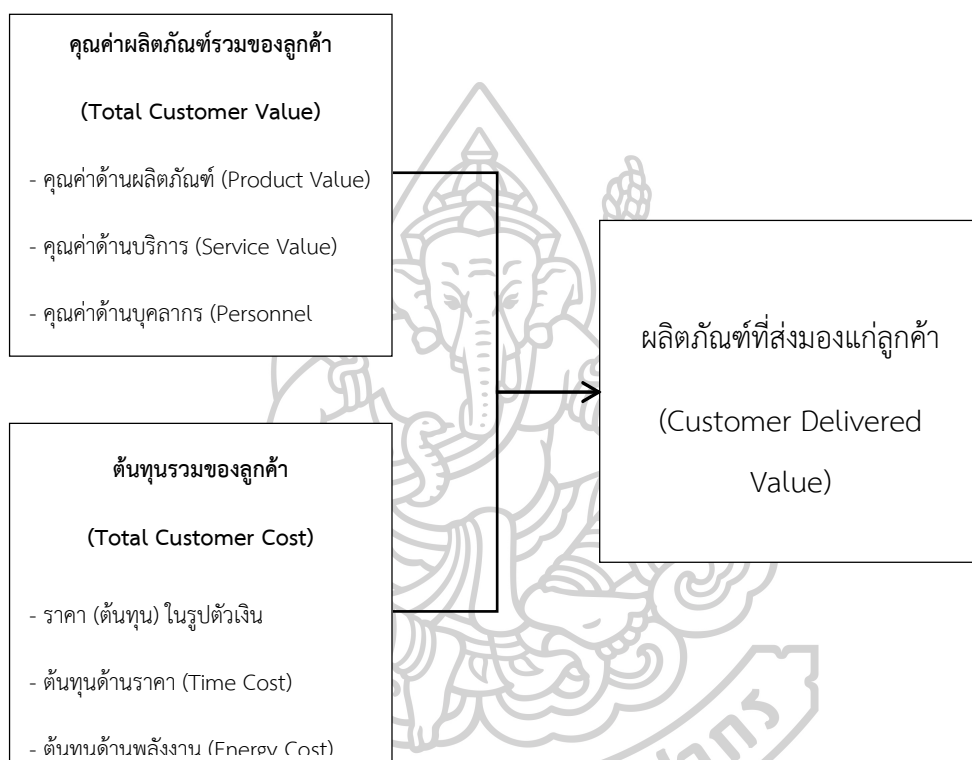 คุณค่าผลิตภัณฑ์รวมของลูกค้า
(Total Customer Value)
- คุณค่าด้านผลิตภัณฑ์ (Product Value)
- คุณค่าด้านบริการ (Service Value)
- คุณค่าด้านบุคลากร (Personnel
ต้นทุนรวมของลูกค้า
(Total Customer Cost)
- ราคา (ต้นทุน) ในรูปตัวเงิน
- ต้นทุนด้านราคา (Time Cost)
- ต้นทุนด้านพลังงาน (Energy Cost)
ผลิตภัณฑ์ที่ส่งมองแก่ลูกค้า
(Customer Delivered
Value)